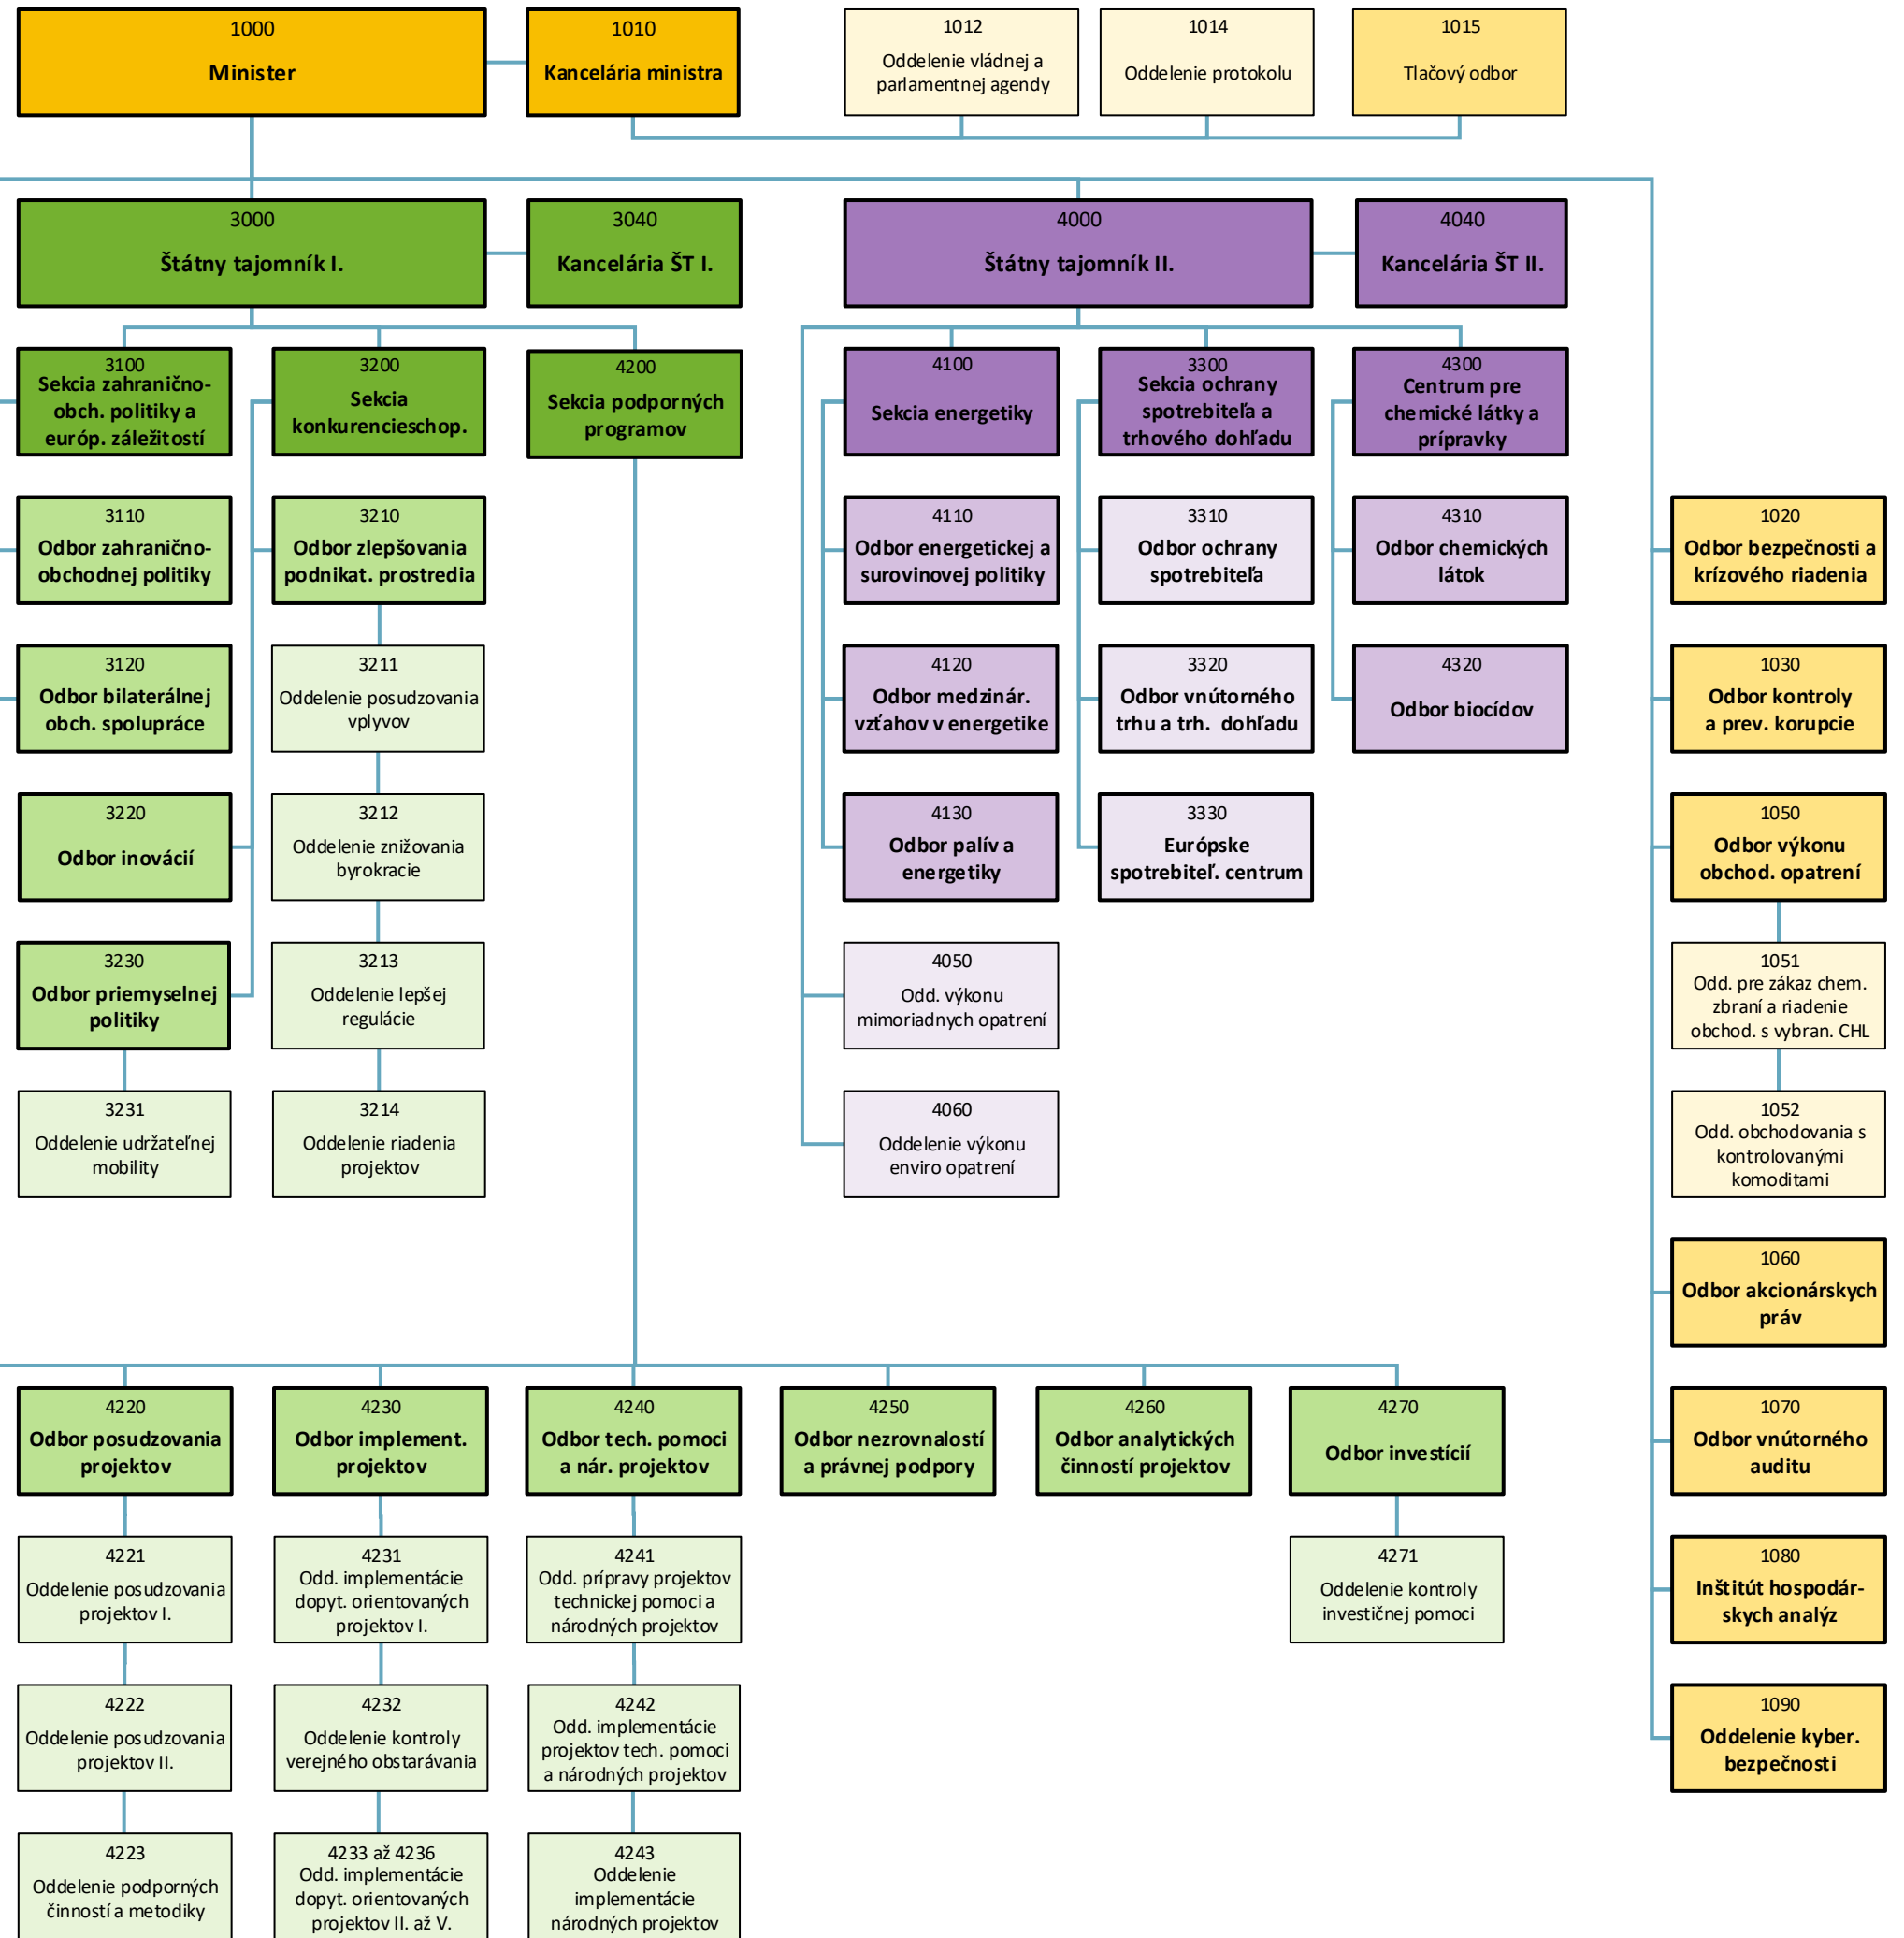 1000
Minister
1010
Kancelária ministra
1012
Oddelenie vládnej a
parlamentnej agendy
1014
Oddelenie protokolu
1015
Tlačový odbor
3000
Štátny tajomník I.
3040
Kancelária ŠT I.
4000
Štátny tajomník II.
4040
Kancelária ŠT II.
3100
Sekcia zahranično-
obch. politiky a
európ. záležitostí
3200
Sekcia
konkurencieschop.
4200
Sekcia podporných
programov
4100
Sekcia energetiky
3300
Sekcia ochrany
spotrebiteľa a
trhového dohľadu
4300
Centrum pre
chemické látky a
prípravky
3110
Odbor zahranično-
obchodnej politiky
3210
Odbor zlepšovania
podnikat. prostredia
4110
Odbor energetickej a
surovinovej politiky
3310
Odbor ochrany
spotrebiteľa
4310
Odbor chemických
látok
1020
Odbor bezpečnosti a
krízového riadenia
3120
Odbor bilaterálnej
obch. spolupráce
3211
Oddelenie posudzovania
vplyvov
4120
Odbor medzinár.
vzťahov v energetike
3320
Odbor vnútorného
trhu a trh. dohľadu
4320
Odbor biocídov
1030
Odbor kontroly
a prev. korupcie
3220
Odbor inovácií
3212
Oddelenie znižovania
byrokracie
4130
Odbor palív a
energetiky
3330
Európske
spotrebiteľ. centrum
1050
Odbor výkonu
obchod. opatrení
3230
Odbor priemyselnej
politiky
3213
Oddelenie lepšej
regulácie
4050
Odd. výkonu
mimoriadnych opatrení
1051
Odd. pre zákaz chem.
zbraní a riadenie
obchod. s vybran. CHL
3231
Oddelenie udržateľnej
mobility
3214
Oddelenie riadenia
projektov
4060
Oddelenie výkonu
enviro opatrení
1052
Odd. obchodovania s
kontrolovanými
komoditami
1060
Odbor akcionárskych
práv
4220
Odbor posudzovania
projektov
4230
Odbor implement.
projektov
4240
Odbor tech. pomoci
a nár. projektov
4250
Odbor nezrovnalostí
a právnej podpory
4260
Odbor analytických
činností projektov
4270
Odbor investícií
1070
Odbor vnútorného
auditu
4221
Oddelenie posudzovania
projektov I.
4231
Odd. implementácie
dopyt. orientovaných
projektov I.
4241
Odd. prípravy projektov
technickej pomoci a
národných projektov
4271
Oddelenie kontroly
investičnej pomoci
1080
Inštitút hospodár-
skych analýz
4222
Oddelenie posudzovania
projektov II.
4232
Oddelenie kontroly
verejného obstarávania
4242
Odd. implementácie
projektov tech. pomoci
a národných projektov
1090
Oddelenie kyber.
bezpečnosti
4223
Oddelenie podporných
činností a metodiky
4233 až 4236
Odd. implementácie
dopyt. orientovaných
projektov II. až V.
4243
Oddelenie
implementácie
národných projektov